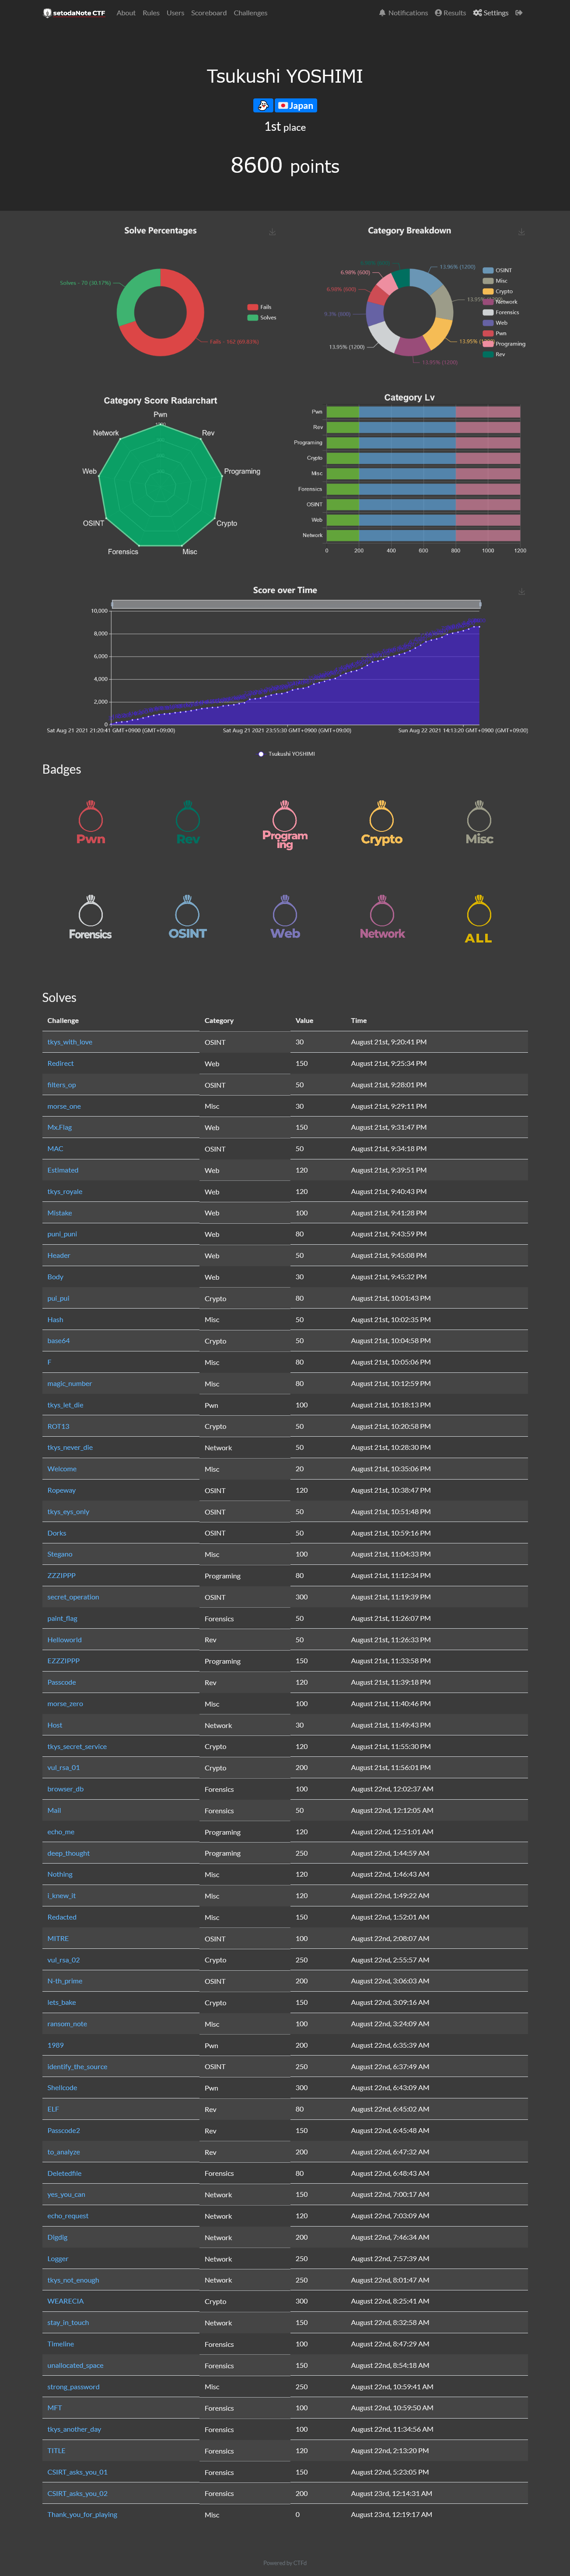 setodaNote CTF About Rules Users Scoreboard Challenges Notifications Results Settings
Tsukushi YOSHIMI
Japan
1st place
8600 points
Solve Percentages
Solves - 70 (30.17%)
Fails - 162 (69.83%)
Fails
Solves
Category Breakdown
13.96% (1200)
13.95% (1200)
13.95% (1200)
13.95% (1200)
13.95% (1200)
9.3% (800)
6.98% (600)
6.98% (600)
OSINT
Misc
Crypto
Network
Forensics
Web
Pwn
Programing
Rev
Category Score Radarchart
Pwn
Rev
Programing
Crypto
Misc
Forensics
OSINT
Web
Network
Category Lv
Pwn
Rev
Programing
Crypto
Misc
Forensics
OSINT
Web
Network
0 200 400 600 800 1000 1200
Score over Time
10,000
8,000
6,000
4,000
2,000
0
Sat Aug 21 2021 21:20:41 GMT+0900 (GMT+09:00) Sat Aug 21 2021 23:55:30 GMT+0900 (GMT+09:00) Sun Aug 22 2021 14:13:20 GMT+0900 (GMT+09:00)
Tsukushi YOSHIMI
Badges
Pwn Rev Program
ing Crypto Misc
Forensics OSINT Web Network ALL
Solves
Challenge Category Value Time
tkys_with_love OSINT 30 August 21st, 9:20:41 PM
Redirect Web 150 August 21st, 9:25:34 PM
filters_op OSINT 50 August 21st, 9:28:01 PM
morse_one Misc 30 August 21st, 9:29:11 PM
Mx.Flag Web 150 August 21st, 9:31:47 PM
MAC OSINT 50 August 21st, 9:34:18 PM
Estimated Web 120 August 21st, 9:39:51 PM
tkys_royale Web 120 August 21st, 9:40:43 PM
Mistake Web 100 August 21st, 9:41:28 PM
puni_puni Web 80 August 21st, 9:43:59 PM
Header Web 50 August 21st, 9:45:08 PM
Body Web 30 August 21st, 9:45:32 PM
pui_pui Crypto 80 August 21st, 10:01:43 PM
Hash Misc 50 August 21st, 10:02:35 PM
base64 Crypto 50 August 21st, 10:04:58 PM
F Misc 80 August 21st, 10:05:06 PM
magic_number Misc 80 August 21st, 10:12:59 PM
tkys_let_die Pwn 100 August 21st, 10:18:13 PM
ROT13 Crypto 50 August 21st, 10:20:58 PM
tkys_never_die Network 50 August 21st, 10:28:30 PM
Welcome Misc 20 August 21st, 10:35:06 PM
Ropeway OSINT 120 August 21st, 10:38:47 PM
tkys_eys_only OSINT 50 August 21st, 10:51:48 PM
Dorks OSINT 50 August 21st, 10:59:16 PM
Stegano Misc 100 August 21st, 11:04:33 PM
ZZZIPPP Programing 80 August 21st, 11:12:34 PM
secret_operation OSINT 300 August 21st, 11:19:39 PM
paint_flag Forensics 50 August 21st, 11:26:07 PM
Helloworld Rev 50 August 21st, 11:26:33 PM
EZZZIPPP Programing 150 August 21st, 11:33:58 PM
Passcode Rev 120 August 21st, 11:39:18 PM
morse_zero Misc 100 August 21st, 11:40:46 PM
Host Network 30 August 21st, 11:49:43 PM
tkys_secret_service Crypto 120 August 21st, 11:55:30 PM
vul_rsa_01 Crypto 200 August 21st, 11:56:01 PM
browser_db Forensics 100 August 22nd, 12:02:37 AM
Mail Forensics 50 August 22nd, 12:12:05 AM
echo_me Programing 120 August 22nd, 12:51:01 AM
deep_thought Programing 250 August 22nd, 1:44:59 AM
Nothing Misc 120 August 22nd, 1:46:43 AM
i_knew_it Misc 120 August 22nd, 1:49:22 AM
Redacted Misc 150 August 22nd, 1:52:01 AM
MITRE OSINT 100 August 22nd, 2:08:07 AM
vul_rsa_02 Crypto 250 August 22nd, 2:55:57 AM
N-th_prime OSINT 200 August 22nd, 3:06:03 AM
lets_bake Crypto 150 August 22nd, 3:09:16 AM
ransom_note Misc 100 August 22nd, 3:24:09 AM
1989 Pwn 200 August 22nd, 6:35:39 AM
identify_the_source OSINT 250 August 22nd, 6:37:49 AM
Shellcode Pwn 300 August 22nd, 6:43:09 AM
ELF Rev 80 August 22nd, 6:45:02 AM
Passcode2 Rev 150 August 22nd, 6:45:48 AM
to_analyze Rev 200 August 22nd, 6:47:32 AM
Deletedfile Forensics 80 August 22nd, 6:48:43 AM
yes_you_can Network 150 August 22nd, 7:00:17 AM
echo_request Network 120 August 22nd, 7:03:09 AM
Digdig Network 200 August 22nd, 7:46:34 AM
Logger Network 250 August 22nd, 7:57:39 AM
tkys_not_enough Network 250 August 22nd, 8:01:47 AM
WEARECIA Crypto 300 August 22nd, 8:25:41 AM
stay_in_touch Network 150 August 22nd, 8:32:58 AM
Timeline Forensics 100 August 22nd, 8:47:29 AM
unallocated_space Forensics 150 August 22nd, 8:54:18 AM
strong_password Misc 250 August 22nd, 10:59:41 AM
MFT Forensics 100 August 22nd, 10:59:50 AM
tkys_another_day Forensics 100 August 22nd, 11:34:56 AM
TITLE Forensics 120 August 22nd, 2:13:20 PM
CSIRT_asks_you_01 Forensics 150 August 22nd, 5:23:05 PM
CSIRT_asks_you_02 Forensics 200 August 23rd, 12:14:31 AM
Thank_you_for_playing Misc 0 August 23rd, 12:19:17 AM
Powered by CTFd